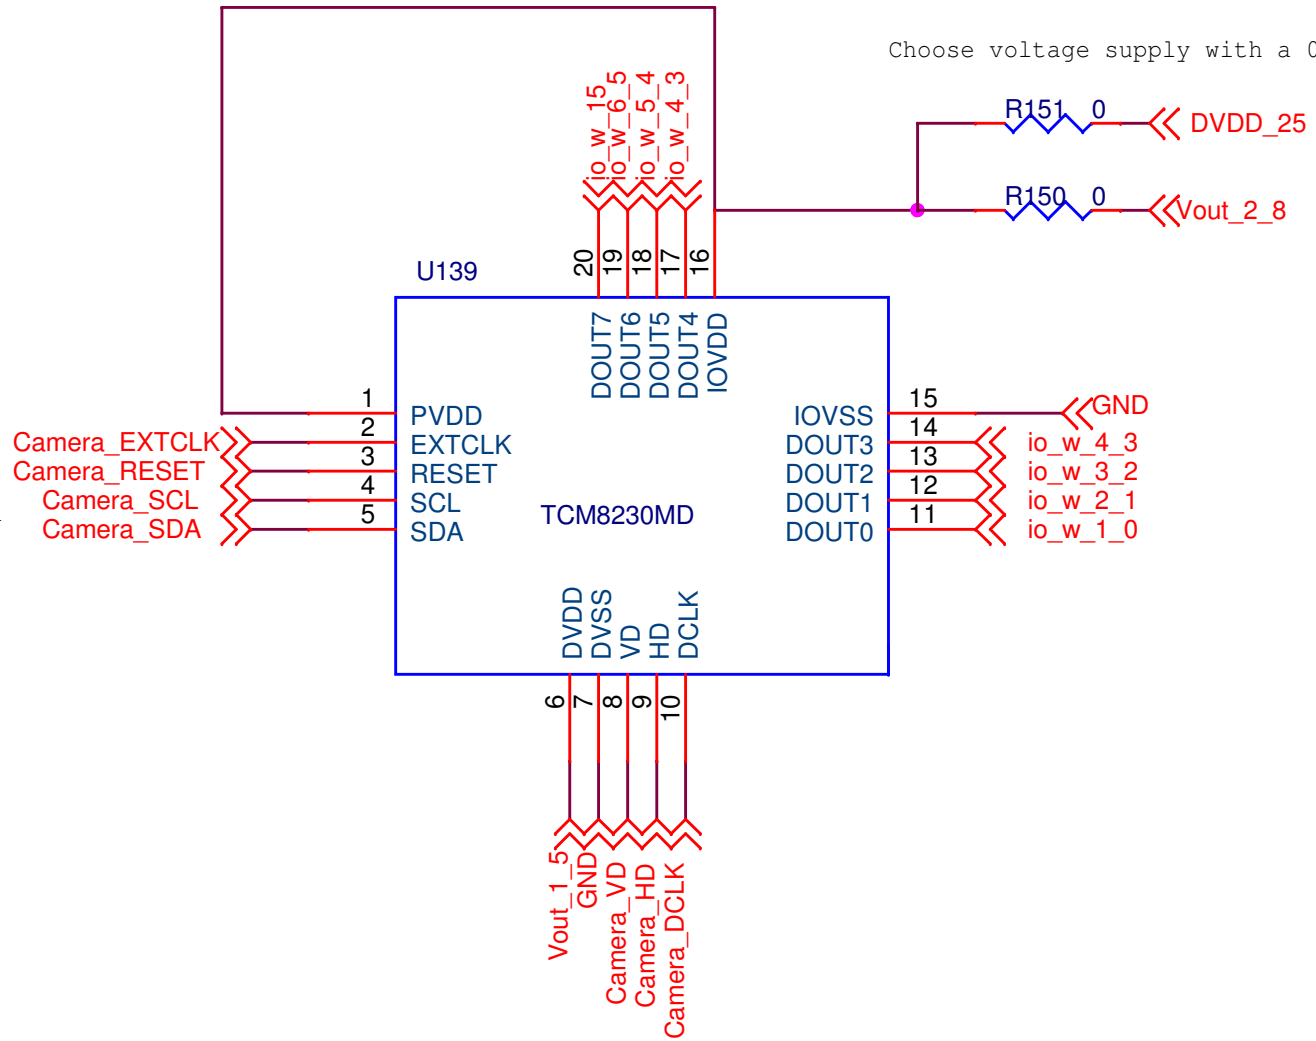 Choose voltage supply with a 0
io_w_15
io_w_6_5
io_w_5_4
io_w_4_3
R151 0
DVDD_25
R150 0
Vout_2_8
20
19
18
17
16
U139
DOUT7
DOUT6
DOUT5
DOUT4
IOVDD
1
PVDD
IOVSS
15
GND
Camera_EXTCLK
2
EXTCLK
DOUT3
14
io_w_4_3
Camera_RESET
3
RESET
DOUT2
13
io_w_3_2
Camera_SCL
4
SCL
DOUT1
12
io_w_2_1
Camera_SDA
5
SDA
DOUT0
11
io_w_1_0
TCM8230MD
DVDD
DVSS
VD
HD
DCLK
6
7
8
9
10
Vout_1_5
GND
Camera_VD
Camera_HD
Camera_DCLK